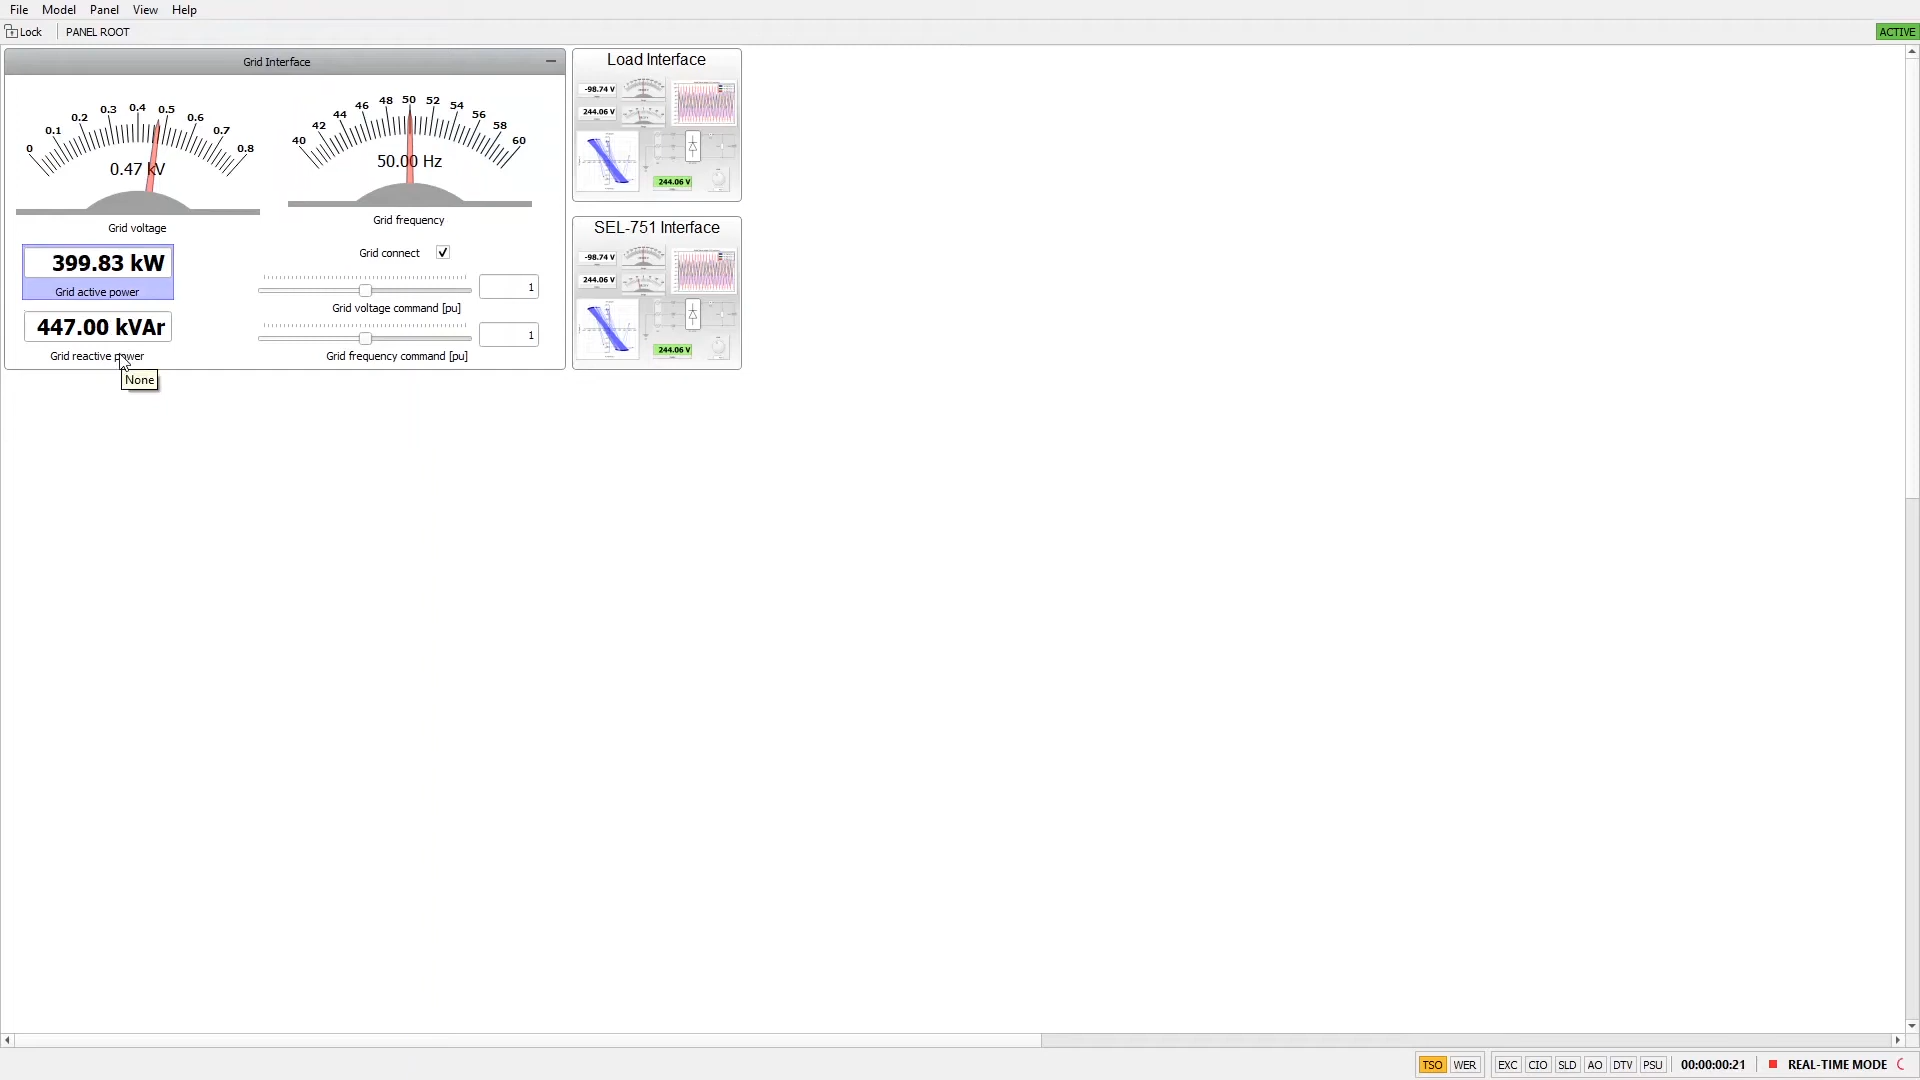 File Model Panel View Help
Lock PANEL ROOT ACTIVE
Grid Interface
0 0.1 0.2 0.3 0.4 0.5 0.6 0.7 0.8
0.47 kV
Grid voltage
40 42 44 46 48 50 52 54 56 58 60
50.00 Hz
Grid frequency
399.83 kW
Grid active power
447.00 kVAr
Grid reactive power
None
Grid connect
1
Grid voltage command [pu]
1
Grid frequency command [pu]
Load Interface
-98.74 V
244.06 V
244.06 V
SEL-751 Interface
-98.74 V
244.06 V
244.06 V
TSO WER EXC CIO SLD AO DTV PSU 00:00:00:21 REAL-TIME MODE